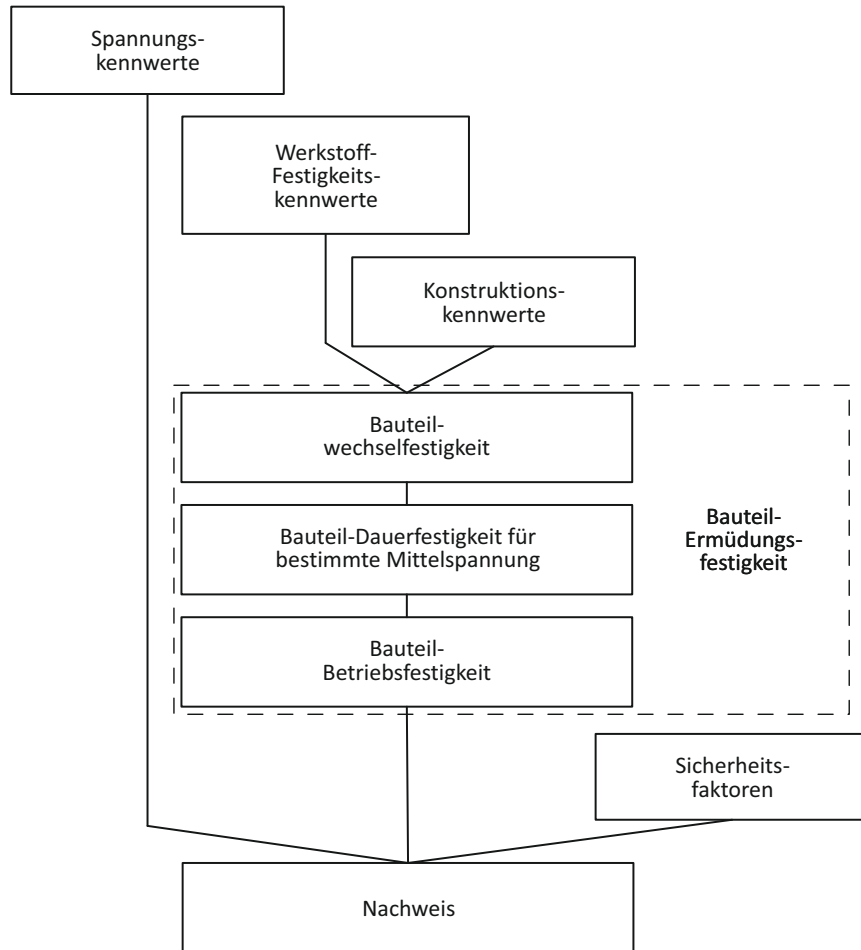 Spannungs-
kennwerte
Werkstoff-
Festigkeits-
kennwerte
Konstruktions-
kennwerte
Bauteil-
wechselfestigkeit
Bauteil-Dauerfestigkeit für
bestimmte Mittelspannung
Bauteil-
Ermüdungs-
festigkeit
Bauteil-
Betriebsfestigkeit
Sicherheits-
faktoren
Nachweis